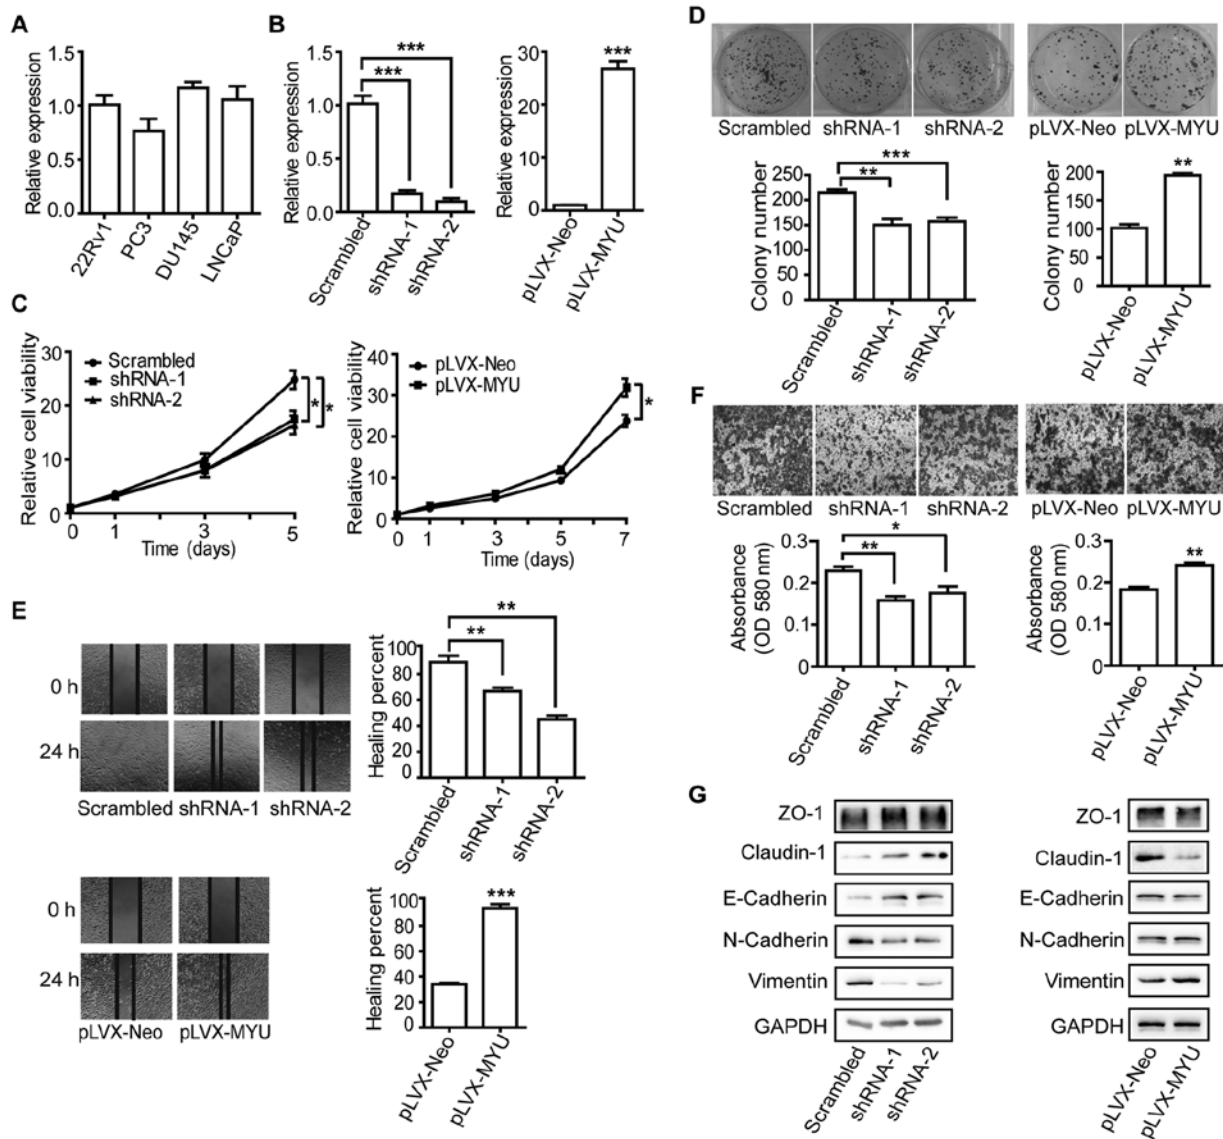 A
Relative expression
1.5
1.0
0.5
0.0
22Rv1
PC3
DU145
LNCaP
B
Relative expression
1.5
1.0
0.5
0.0
***
***
Scrambled
shRNA-1
shRNA-2
Relative expression
30
20
10
0
***
pLVX-Neo
pLVX-MYU
C
Relative cell viability
30
20
10
0
Scrambled
shRNA-1
shRNA-2
*
*
0 1 3 5
Time (days)
Relative cell viability
40
30
20
10
0
pLVX-Neo
pLVX-MYU
*
0 1 3 5 7
Time (days)
D
Scrambled shRNA-1 shRNA-2
pLVX-Neo pLVX-MYU
Colony number
250
200
150
100
50
0
***
**
Scrambled
shRNA-1
shRNA-2
Colony number
200
150
100
50
0
**
pLVX-Neo
pLVX-MYU
E
0 h
24 h
Scrambled shRNA-1 shRNA-2
Healing percent
100
80
60
40
20
0
**
**
Scrambled
shRNA-1
shRNA-2
0 h
24 h
pLVX-Neo pLVX-MYU
Healing percent
100
80
60
40
20
0
***
pLVX-Neo
pLVX-MYU
F
Scrambled shRNA-1 shRNA-2
pLVX-Neo pLVX-MYU
Absorbance
(OD 580 nm)
0.3
0.2
0.1
0
*
**
Scrambled
shRNA-1
shRNA-2
Absorbance
(OD 580 nm)
0.3
0.2
0.1
0
**
pLVX-Neo
pLVX-MYU
G
ZO-1
Claudin-1
E-Cadherin
N-Cadherin
Vimentin
GAPDH
Scrambled
shRNA-1
shRNA-2
ZO-1
Claudin-1
E-Cadherin
N-Cadherin
Vimentin
GAPDH
pLVX-Neo
pLVX-MYU